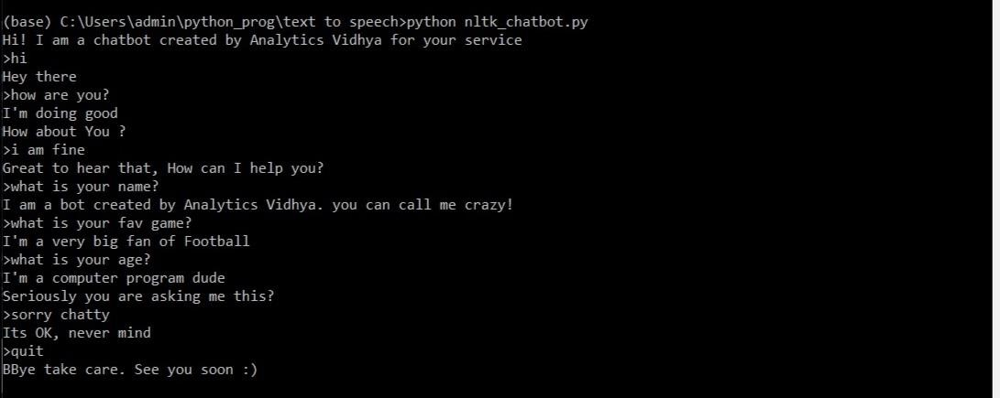 (base) C:\Users\admin\python_prog\text to speech>python nltk_chatbot.py
Hi! I am a chatbot created by Analytics Vidhya for your service
>hi
Hey there
>how are you?
I'm doing good
How about You ?
>i am fine
Great to hear that, How can I help you?
>what is your name?
I am a bot created by Analytics Vidhya. you can call me crazy!
>what is your fav game?
I'm a very big fan of Football
>what is your age?
I'm a computer program dude
Seriously you are asking me this?
>sorry chatty
Its OK, never mind
>quit
BBye take care. See you soon :)